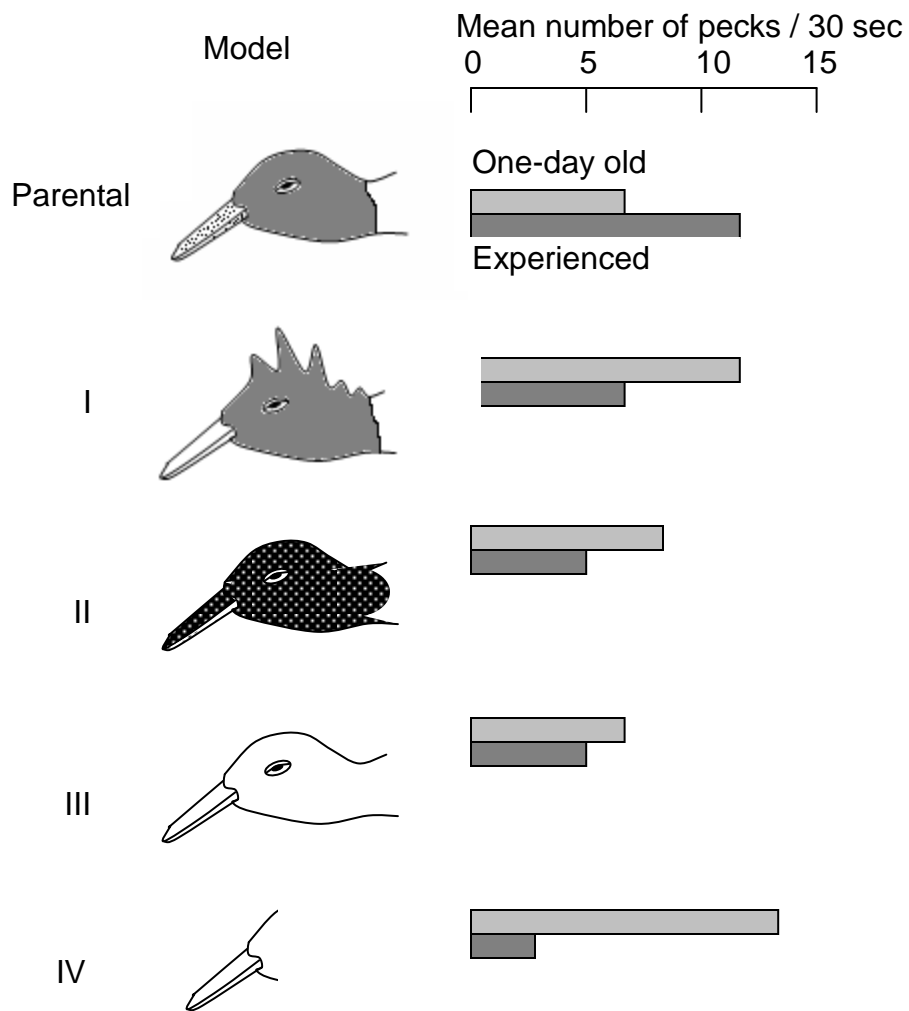 Model
Mean number of pecks / 30 sec
0 5 10 15
Parental
One-day old
Experienced
I
II
III
IV